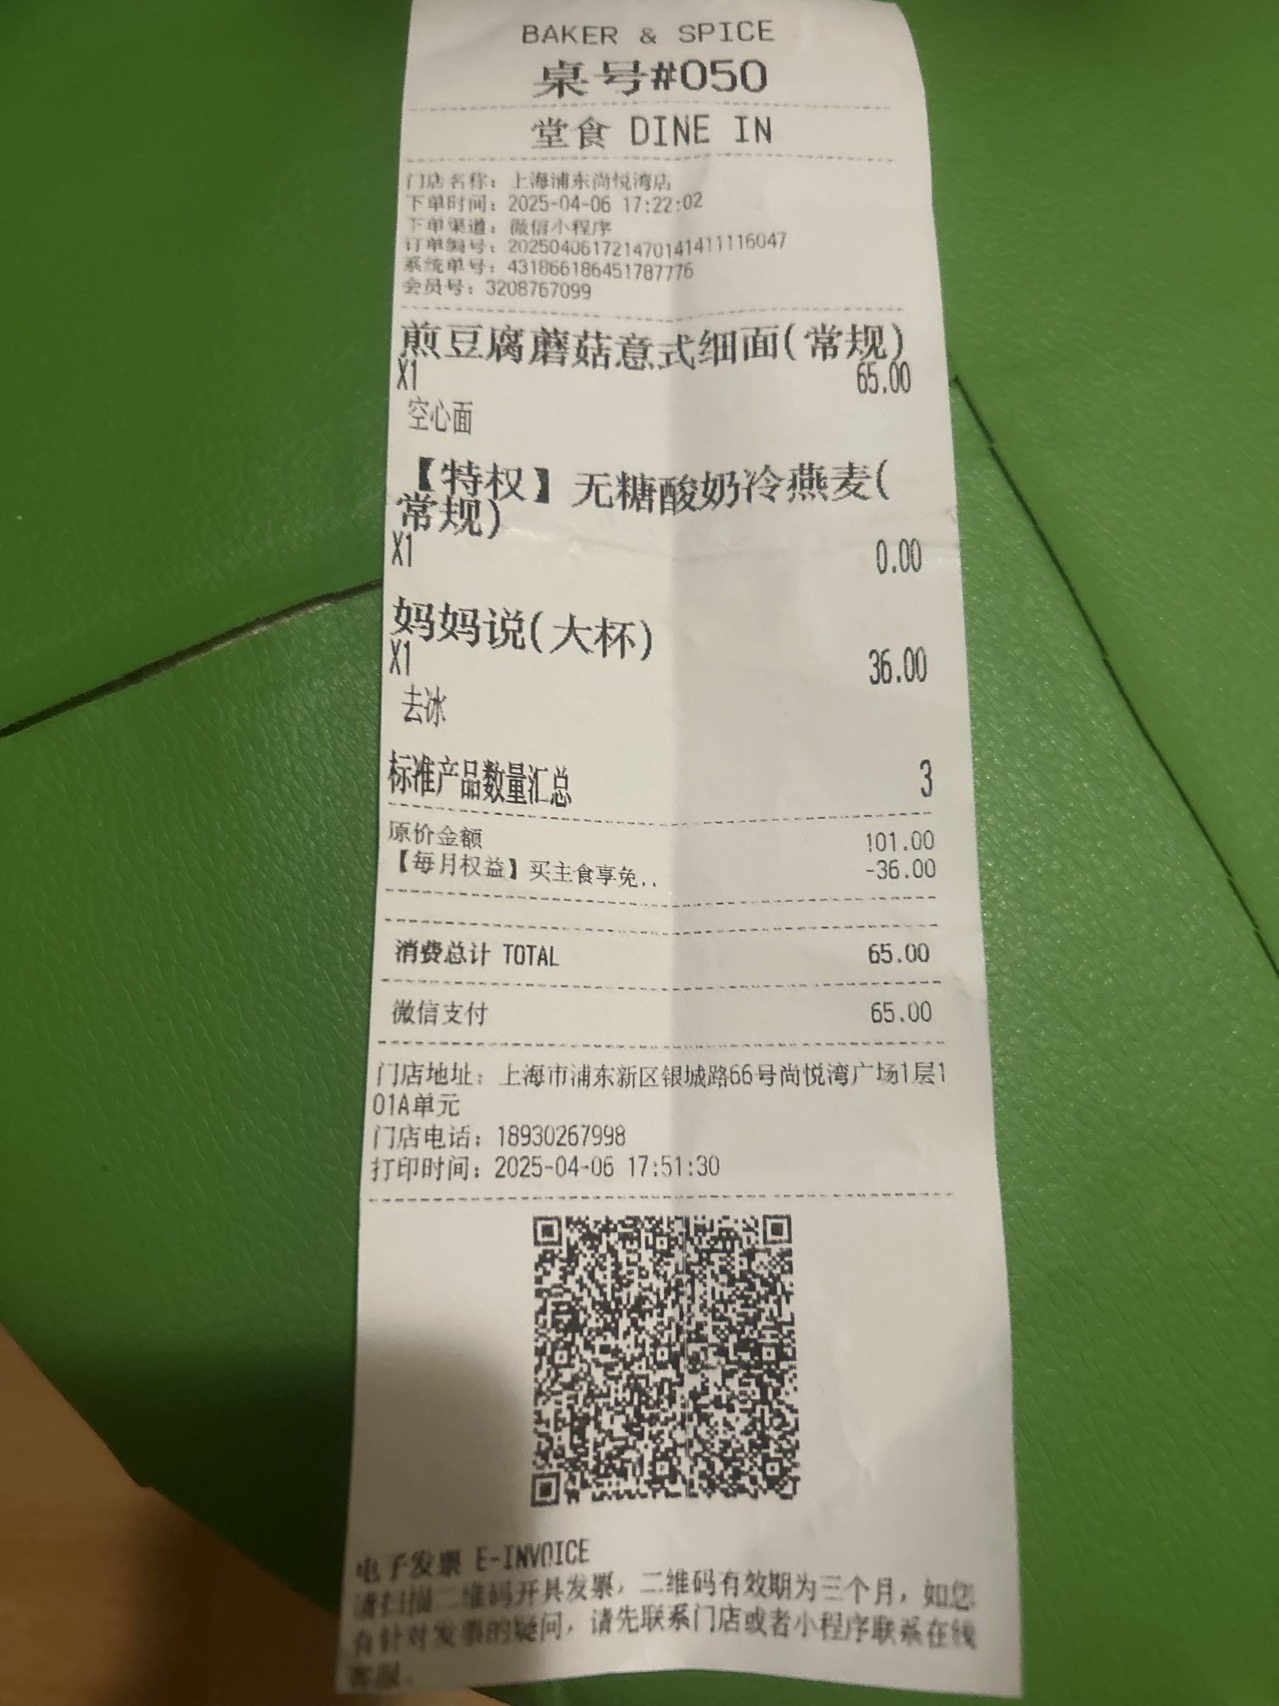 BAKER & SPICE
桌号#050
堂食 DINE IN
门店名称：上海浦东尚悦湾店
下单时间：2025-04-06 17:22:02
下单渠道：微信小程序
订单编号：20250406172147014141‌1116047
系统单号：431866186451787776
会员号：3208767099
煎豆腐蘑菇意式细面(常规)
X1 65.00
空心面
【特权】无糖酸奶冷燕麦(
常规)
X1 0.00
妈妈说(大杯)
X1 36.00
去冰
标准产品数量汇总 3
原价金额 101.00
【每月权益】买主食享免.. -36.00
消费总计 TOTAL 65.00
微信支付 65.00
门店地址：上海市浦东新区银城路66号尚悦湾广场1层1
01A单元
门店电话：18930267998
打印时间：2025-04-06 17:51:30
电子发票 E-INVOICE
请扫描二维码开具发票，二维码有效期为三个月，如您
有针对发票的疑问，请先联系门店或者小程序联系在线
客服。